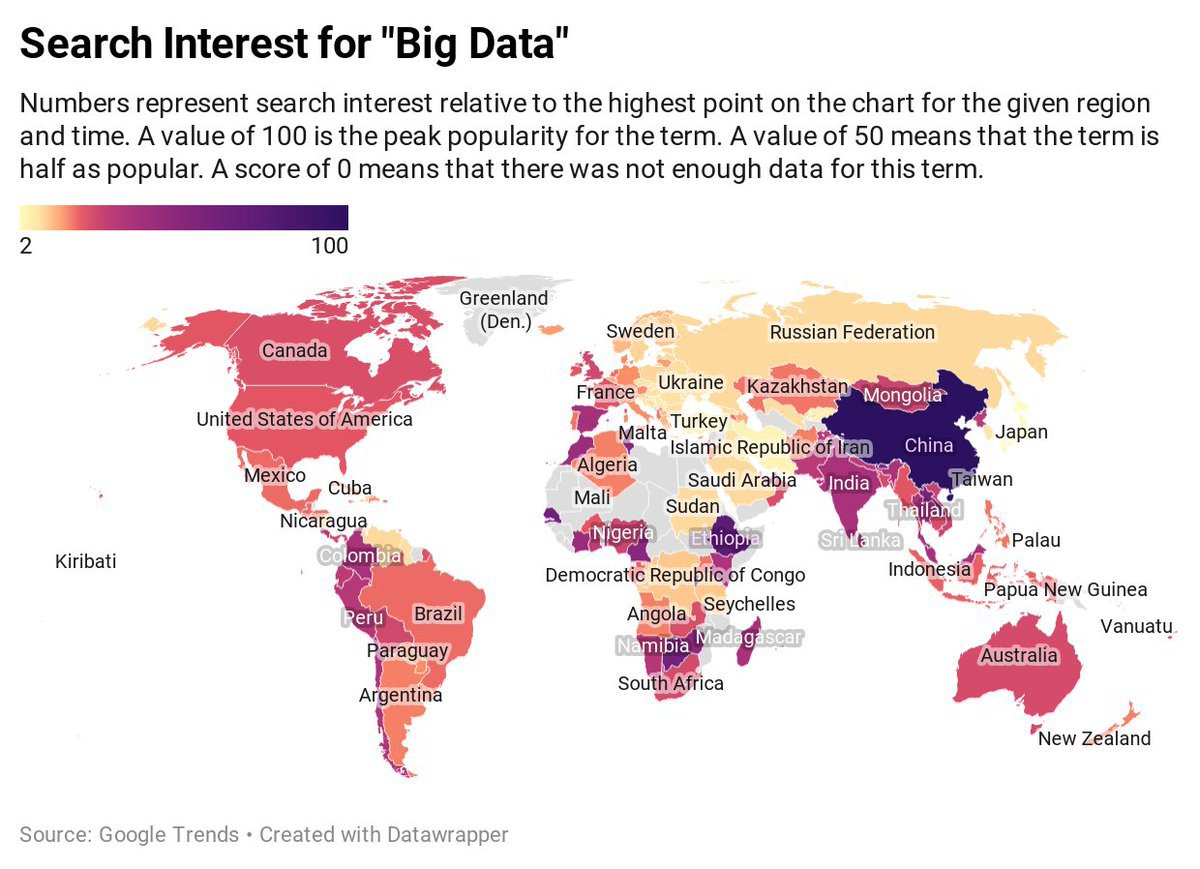 Search Interest for "Big Data"
Numbers represent search interest relative to the highest point on the chart for the given region
and time. A value of 100 is the peak popularity for the term. A value of 50 means that the term is
half as popular. A score of 0 means that there was not enough data for this term.
2
100
Greenland
(Den.)
Sweden
Russian Federation
Canada
Ukraine
Kazakhstan
France
Mongolia
United States of America
Turkey
Malta
Japan
Islamic Republic of Iran
China
Algeria
Mexico
Saudi Arabia
India
Taiwan
Cuba
Mali
Sudan
Thailand
Nicaragua
Nigeria
Ethiopia
Sri Lanka
Palau
Colombia
Kiribati
Indonesia
Democratic Republic of Congo
Papua New Guinea
Seychelles
Peru
Brazil
Angola
Vanuatu
Madagascar
Namibia
Paraguay
Australia
South Africa
Argentina
New Zealand
Source: Google Trends • Created with Datawrapper